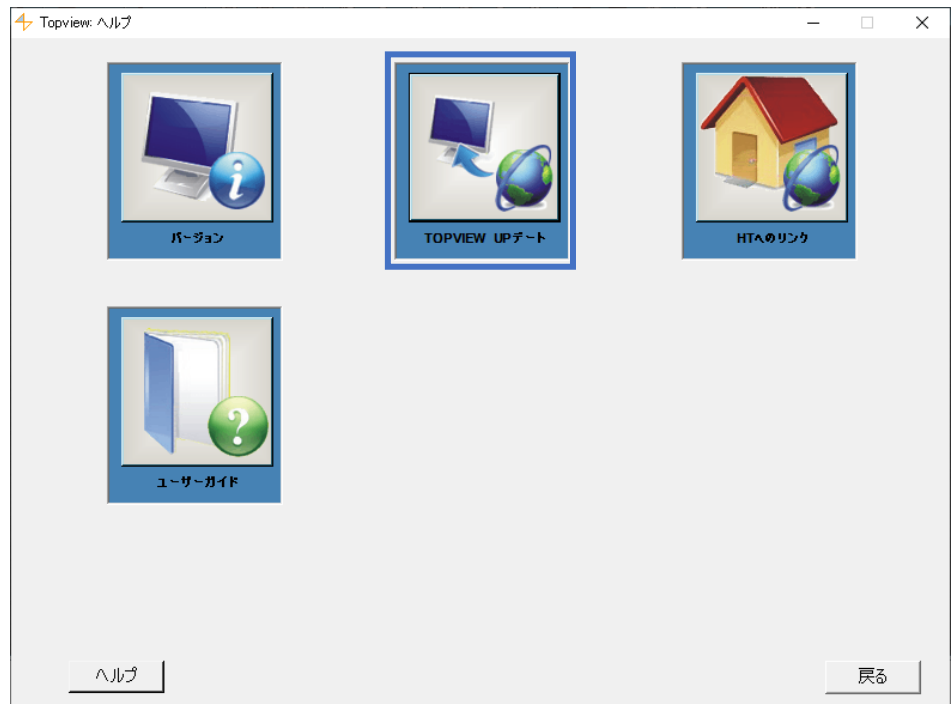 Topview: ヘルプ
バージョン
TOPVIEW UPデート
HTへのリンク
ユーザーガイド
ヘルプ
戻る